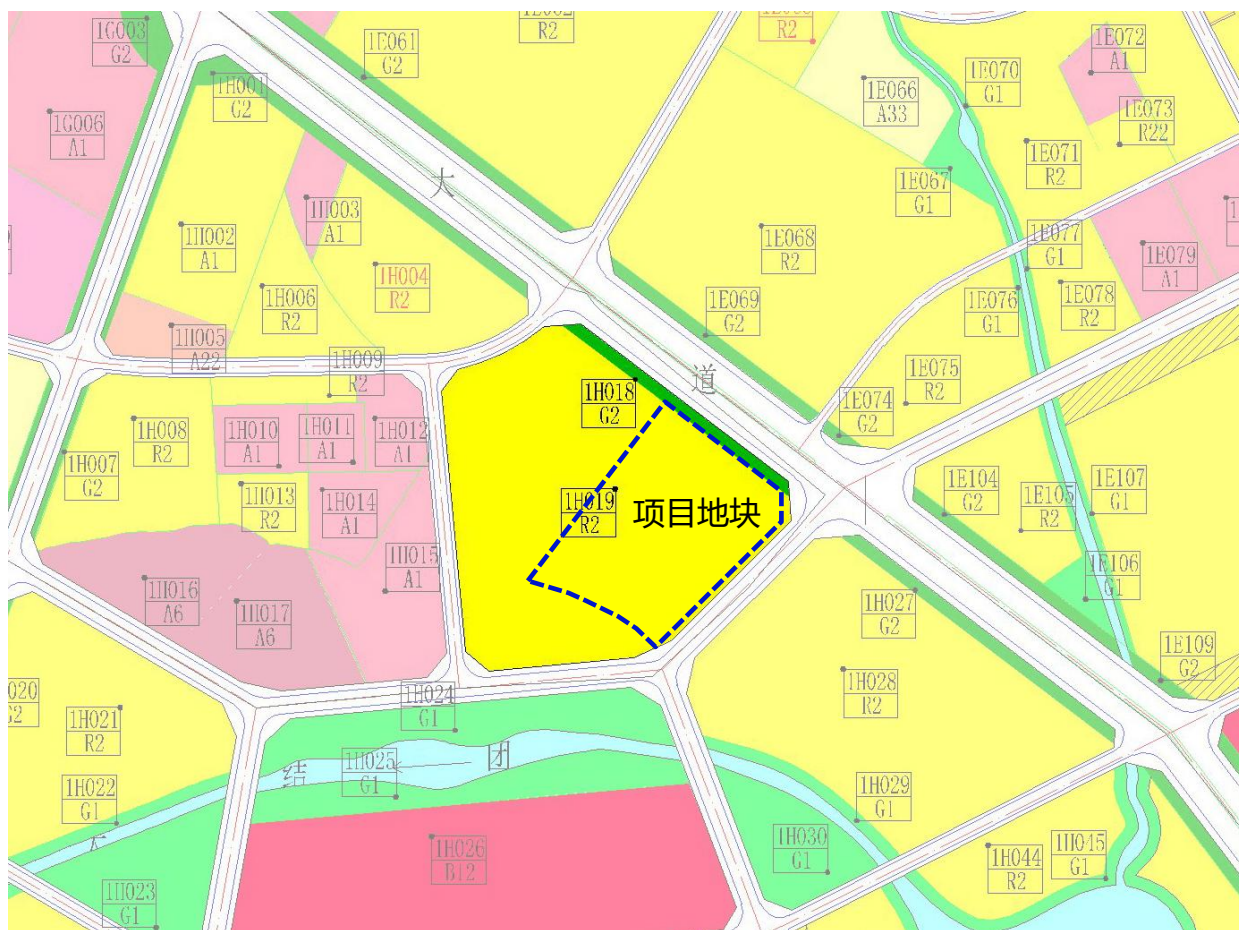 1E062
R2
R2
1G003
G2
1E061
G2
1E072
A1
1H001
G2
1E066
A33
1E070
G1
1G006
A1
1E073
R22
1E071
R2
大
1E067
G1
1H003
A1
1H002
A1
1E068
R2
1E077
G1
1E079
A1
1H004
R2
1H006
R2
1E069
G2
1E076
G1
1E078
R2
1H005
A22
1H009
R2
道
1E075
R2
1H018
G2
1E074
G2
1H008
R2
1H010
A1
1H011
A1
1H012
A1
1H007
G2
1H013
R2
1H014
A1
1H019
R2
项目地块
1E104
G2
1E105
R2
1E107
G1
1H015
A1
1H016
A6
1H017
A6
1E106
G1
1H027
G2
1E109
G2
020
G2
1H021
R2
1H024
G1
1H028
R2
团
结
1H025
G1
1H022
G1
1H029
G1
1H026
B12
1H030
G1
1H044
R2
1H045
G1
1H023
G1